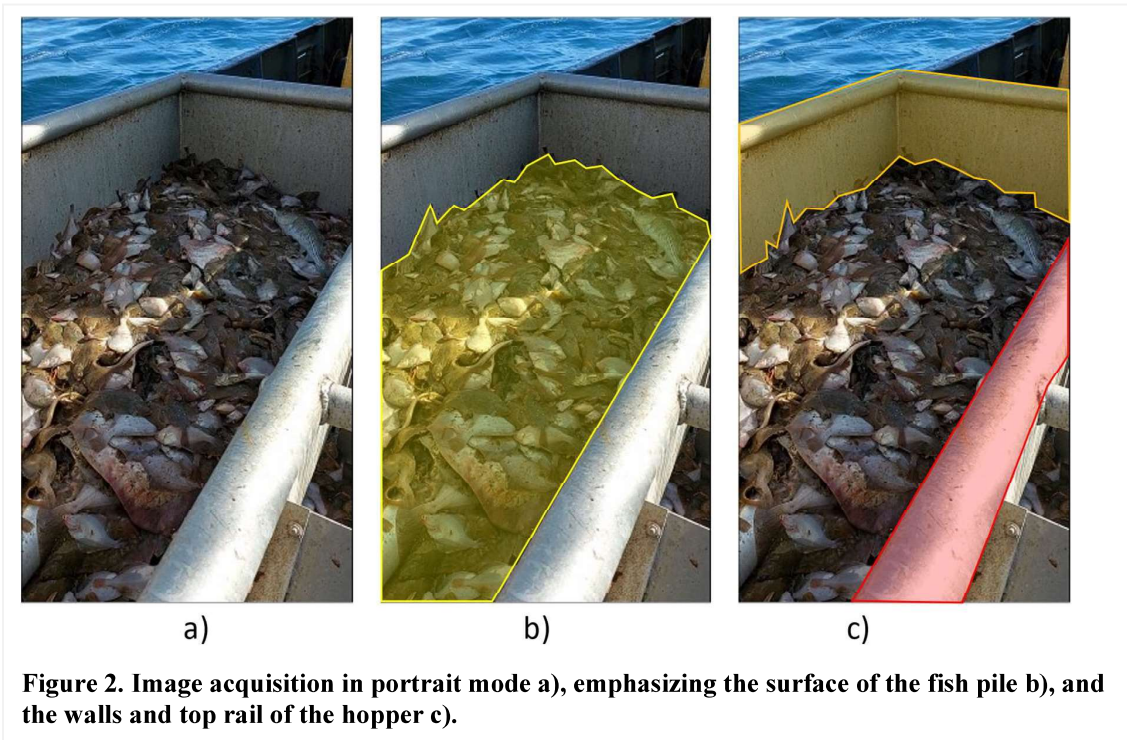 a)
b)
c)
Figure 2. Image acquisition in portrait mode a), emphasizing the surface of the fish pile b), and
the walls and top rail of the hopper c).